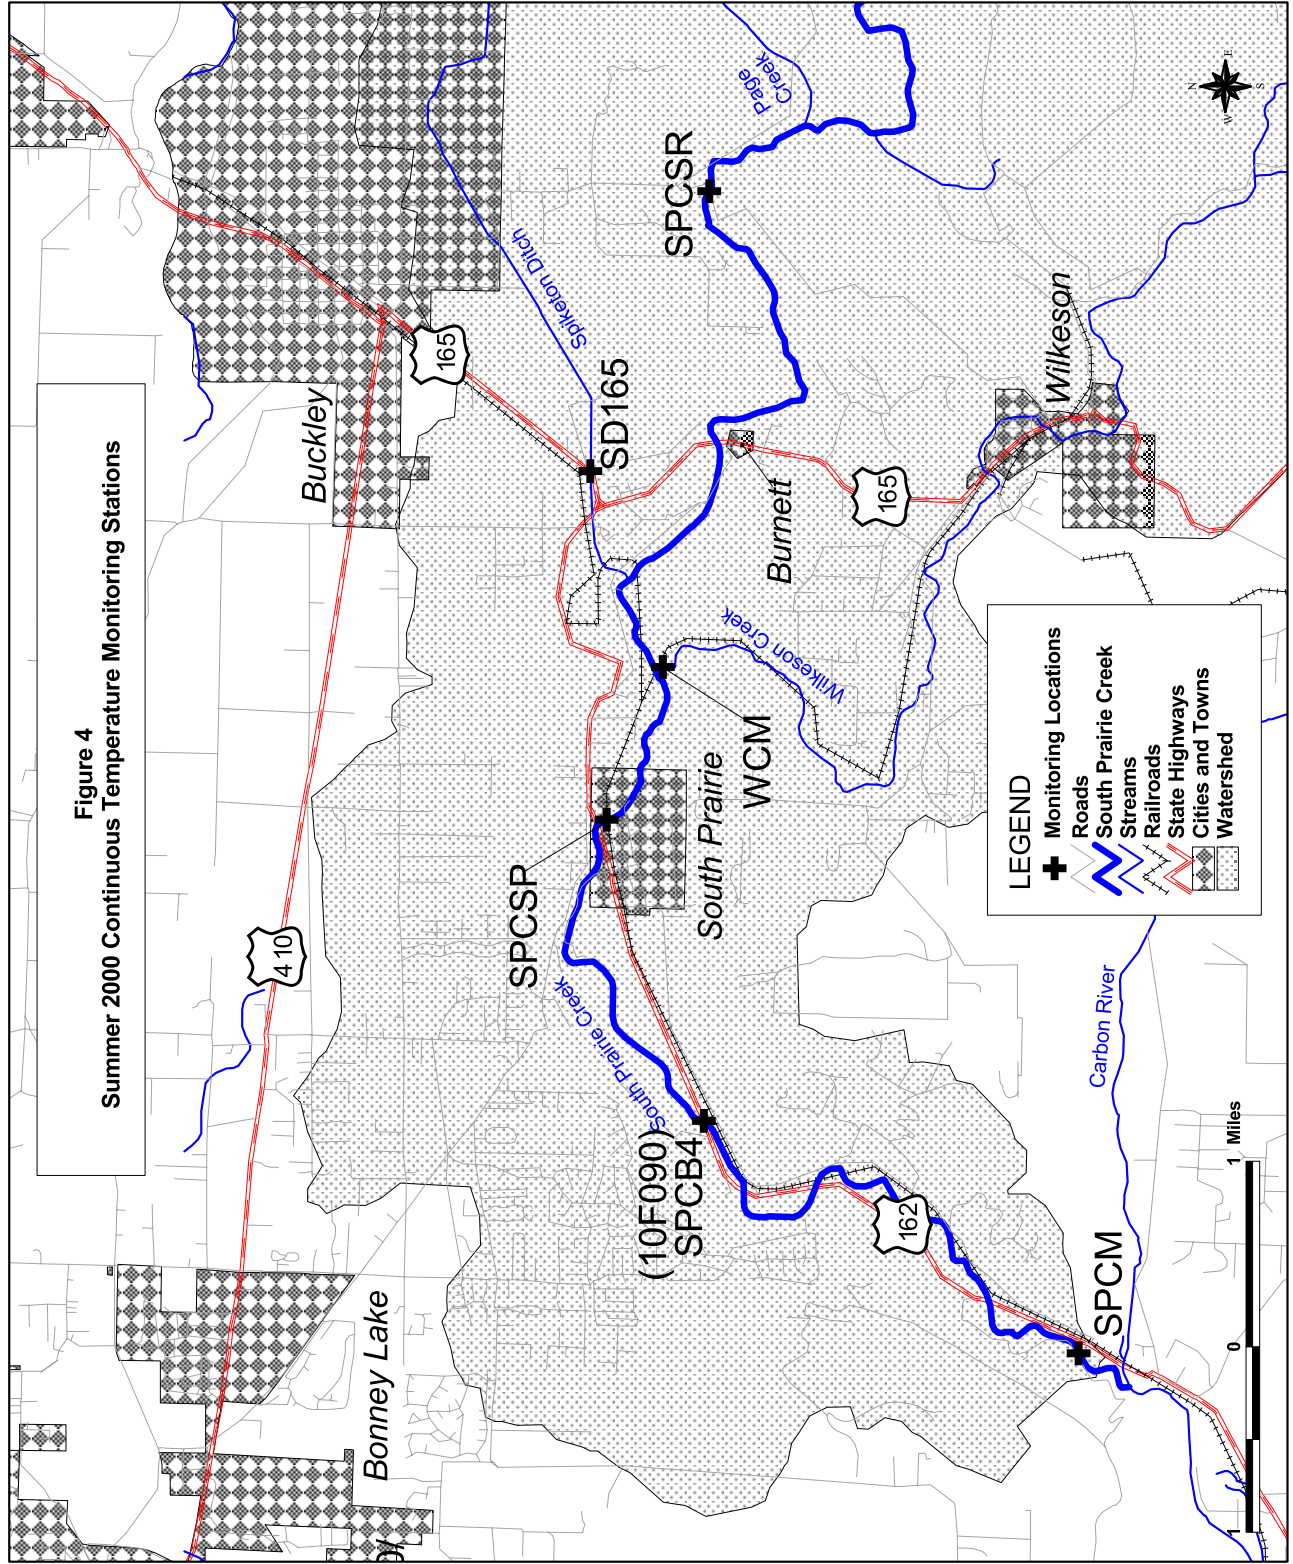 Figure 4
Summer 2000 Continuous Temperature Monitoring Stations
Buckley
165
410
Bonney Lake
Spiketon Ditch
SD165
Page
Creek
SPCSR
Burnett
165
Wilkeson
Wilkeson Creek
WCM
South Prairie
SPCSP
South Prairie Creek
(10F090)
SPCB4
162
SPCM
Carbon River
N
E
S
W
LEGEND
Monitoring Locations
Roads
South Prairie Creek
Streams
Railroads
State Highways
Cities and Towns
Watershed
1 0 1 Miles